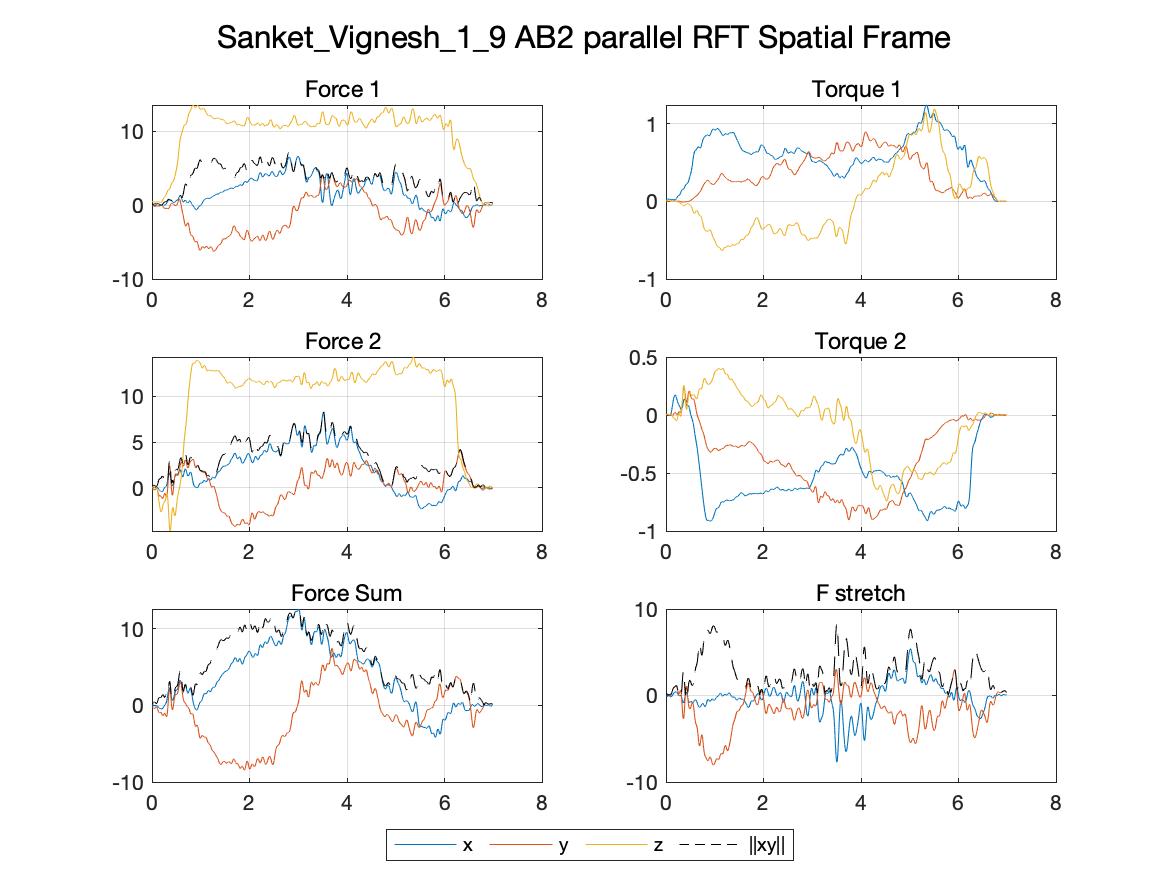 Sanket_Vignesh_1_9 AB2 parallel RFT Spatial Frame
Force 1
10
0
-10
0 2 4 6 8
Torque 1
1
0
-1
0 2 4 6 8
Force 2
10
5
0
0 2 4 6 8
Torque 2
0.5
0
-0.5
-1
0 2 4 6 8
Force Sum
10
0
-10
0 2 4 6 8
F stretch
10
0
-10
0 2 4 6 8
x y z ||xy||